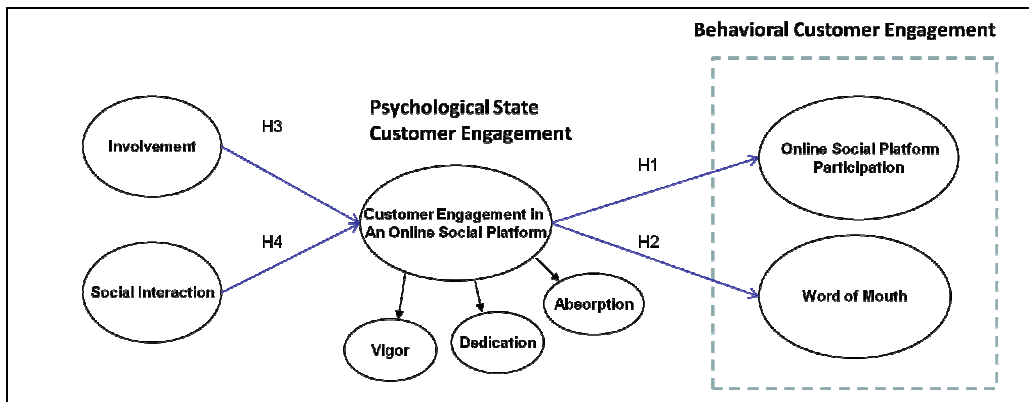 Behavioral Customer Engagement
Psychological State
Customer Engagement
H3
Involvement
H1
Online Social Platform
Participation
Customer Engagement in
An Online Social Platform
H4
H2
Social Interaction
Absorption
Word of Mouth
Vigor
Dedication